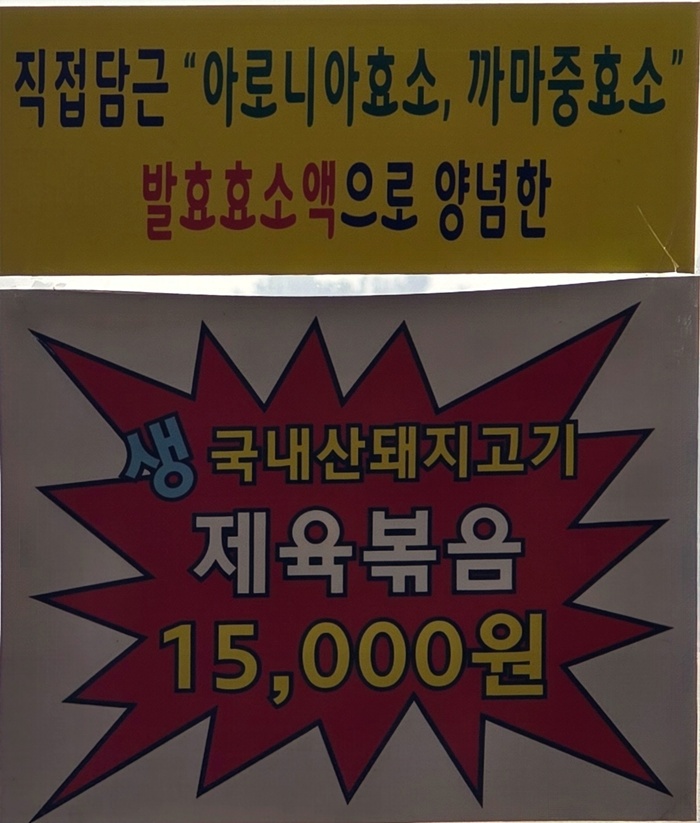 직접담근 “아로니아효소, 까마중효소”
발효효소액으로 양념한
생 국내산돼지고기
제육볶음
15,000원